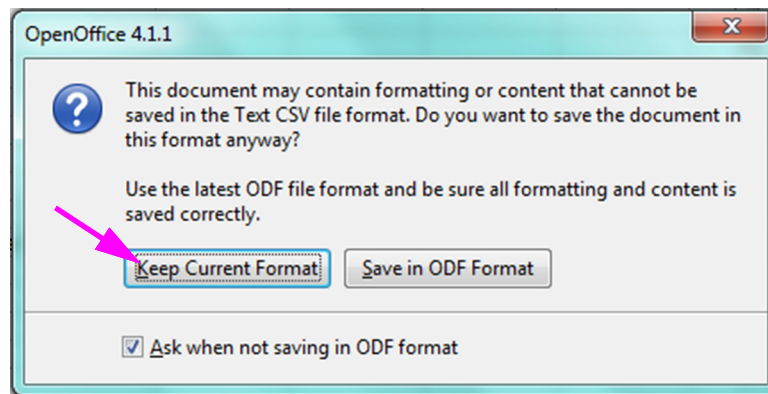 OpenOffice 4.1.1
This document may contain formatting or content that cannot be
saved in the Text CSV file format. Do you want to save the document in
this format anyway?
Use the latest ODF file format and be sure all formatting and content is
saved correctly.
Keep Current Format Save in ODF Format
Ask when not saving in ODF format